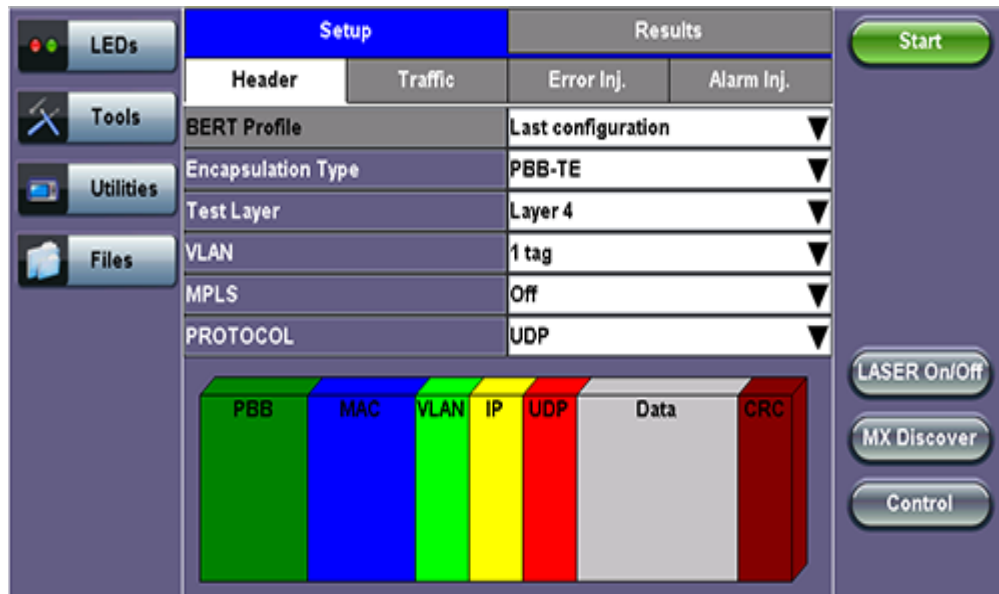 LEDs
Tools
Utilities
Files
Setup Results
Header Traffic Error Inj. Alarm Inj.
BERT Profile Last configuration
Encapsulation Type PBB-TE
Test Layer Layer 4
VLAN 1 tag
MPLS Off
PROTOCOL UDP
PBB MAC VLAN IP UDP Data CRC
Start
LASER On/Off
MX Discover
Control